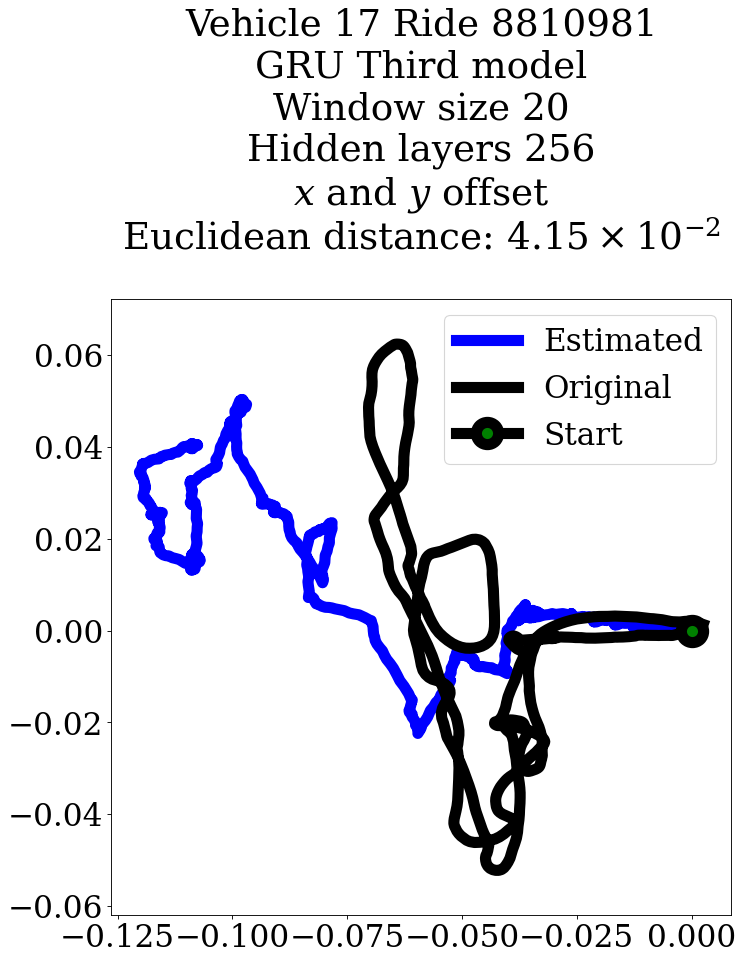 Vehicle 17 Ride 8810981
GRU Third model
Window size 20
Hidden layers 256
x and y offset
Euclidean distance: 4.15 × 10⁻²
Estimated
Original
Start
0.06
0.04
0.02
0.00
−0.02
−0.04
−0.06
−0.125 −0.100 −0.075 −0.050 −0.025 0.000